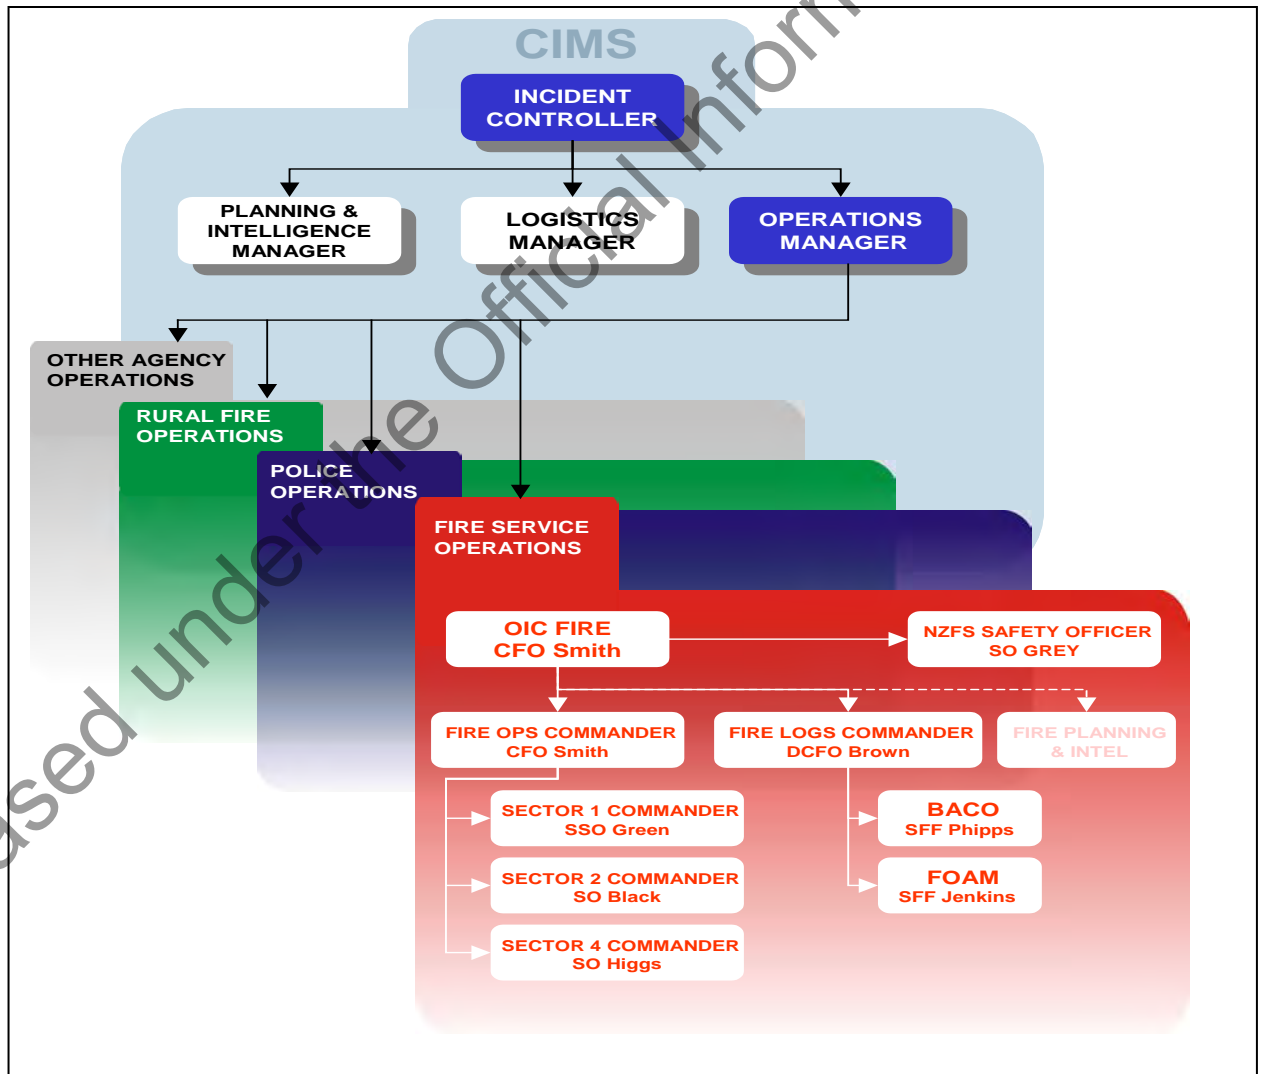 CIMS
INCIDENT
CONTROLLER
PLANNING &
INTELLIGENCE
MANAGER
LOGISTICS
MANAGER
OPERATIONS
MANAGER
OTHER AGENCY
OPERATIONS
RURAL FIRE
OPERATIONS
POLICE
OPERATIONS
FIRE SERVICE
OPERATIONS
OIC FIRE
CFO Smith
NZFS SAFETY OFFICER
SO GREY
FIRE OPS COMMANDER
CFO Smith
FIRE LOGS COMMANDER
DCFO Brown
FIRE PLANNING
& INTEL
SECTOR 1 COMMANDER
SSO Green
BACO
SFF Phipps
SECTOR 2 COMMANDER
SO Black
FOAM
SFF Jenkins
SECTOR 4 COMMANDER
SO Higgs
ased under the Official Inform